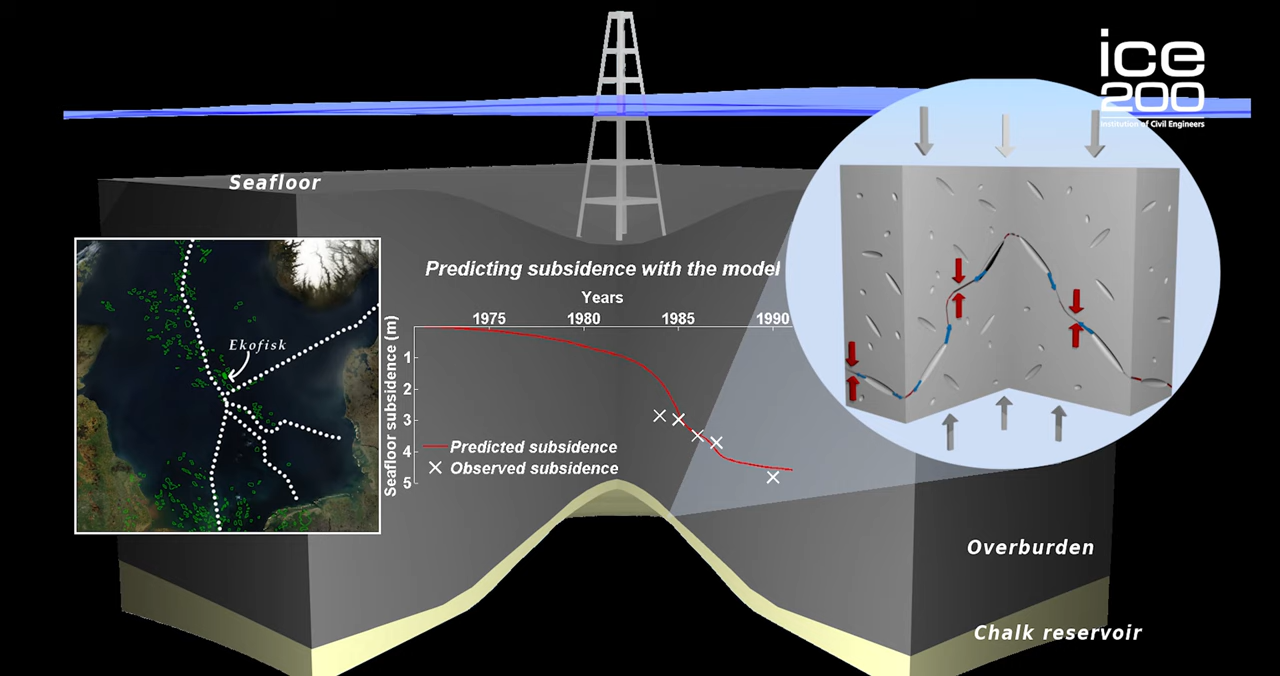 ice
200
Institution of Civil Engineers
Seafloor
Predicting subsidence with the model
Years
1975 1980 1985 1990
Seafloor subsidence (m)
1
2
3
4
5
Predicted subsidence
Observed subsidence
Ekofisk
Overburden
Chalk reservoir